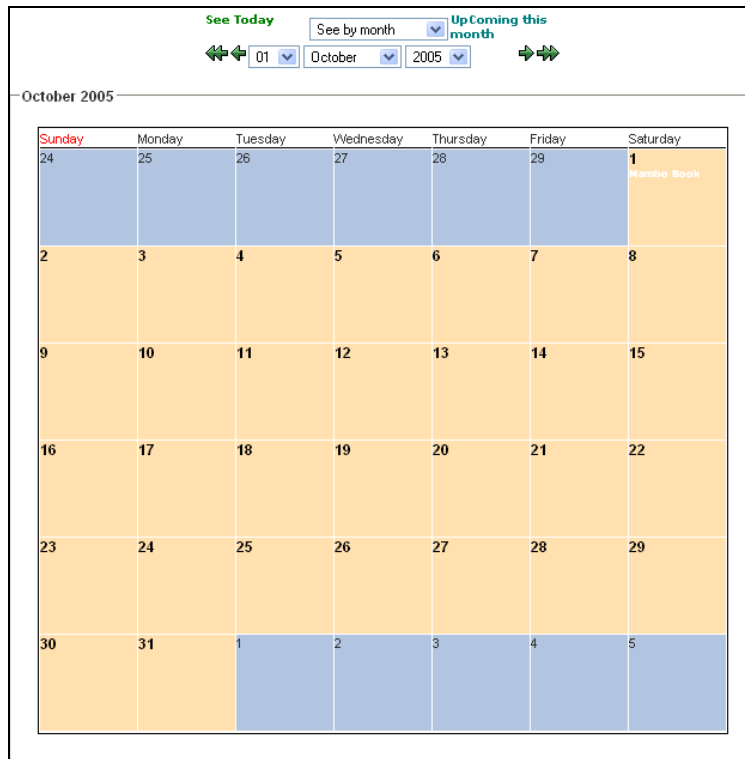 See Today
See by month
UpComing this
month
01 October 2005
October 2005
Sunday Monday Tuesday Wednesday Thursday Friday Saturday
24 25 26 27 28 29 1
Mambo Book
2 3 4 5 6 7 8
9 10 11 12 13 14 15
16 17 18 19 20 21 22
23 24 25 26 27 28 29
30 31 1 2 3 4 5